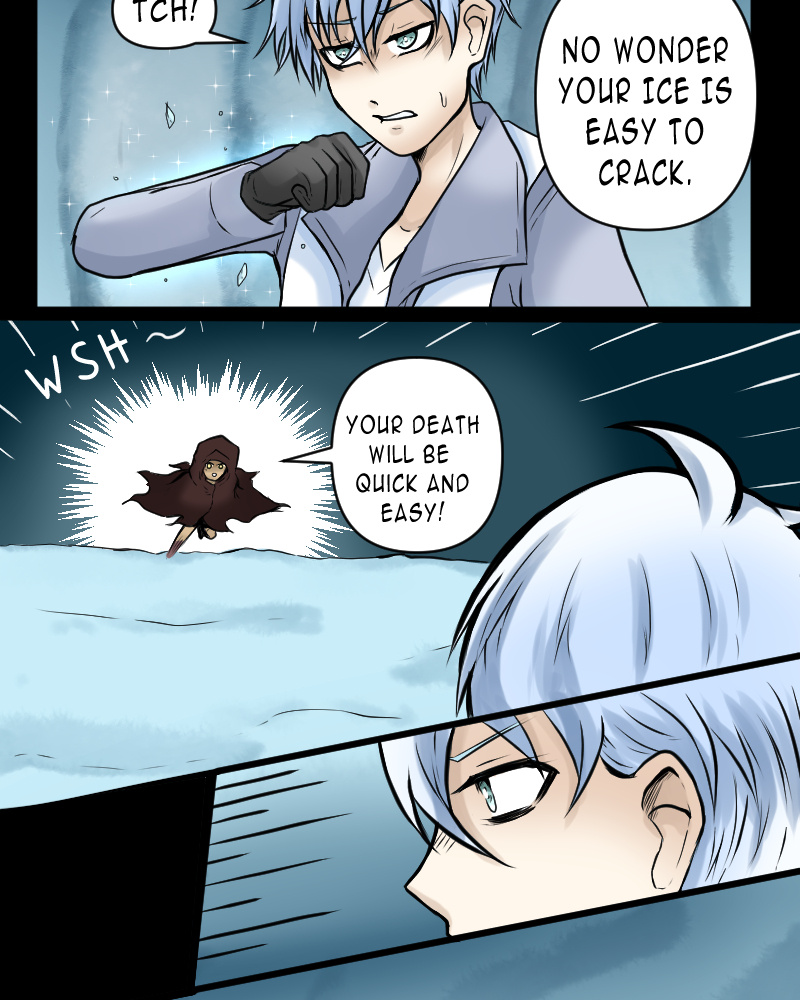 TCH!
NO WONDER
YOUR ICE IS
EASY TO
CRACK.
WSH~
YOUR DEATH
WILL BE
QUICK AND
EASY!